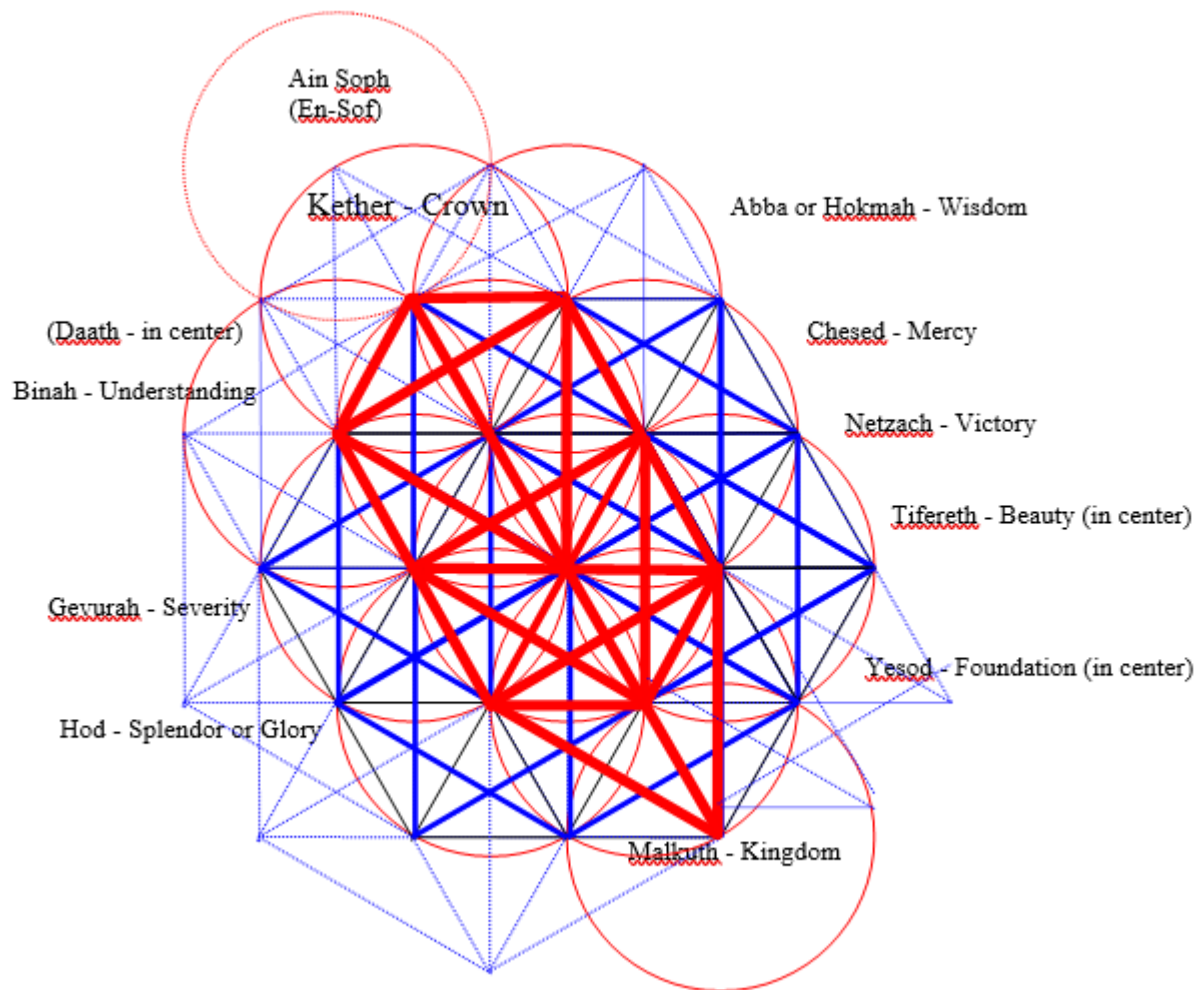 Ain Soph
(En-Sof)
Kether - Crown
Abba or Hokmah - Wisdom
(Daath - in center)
Chesed - Mercy
Binah - Understanding
Netzach - Victory
Tifereth - Beauty (in center)
Gevurah - Severity
Yesod - Foundation (in center)
Hod - Splendor or Glory
Malkuth - Kingdom